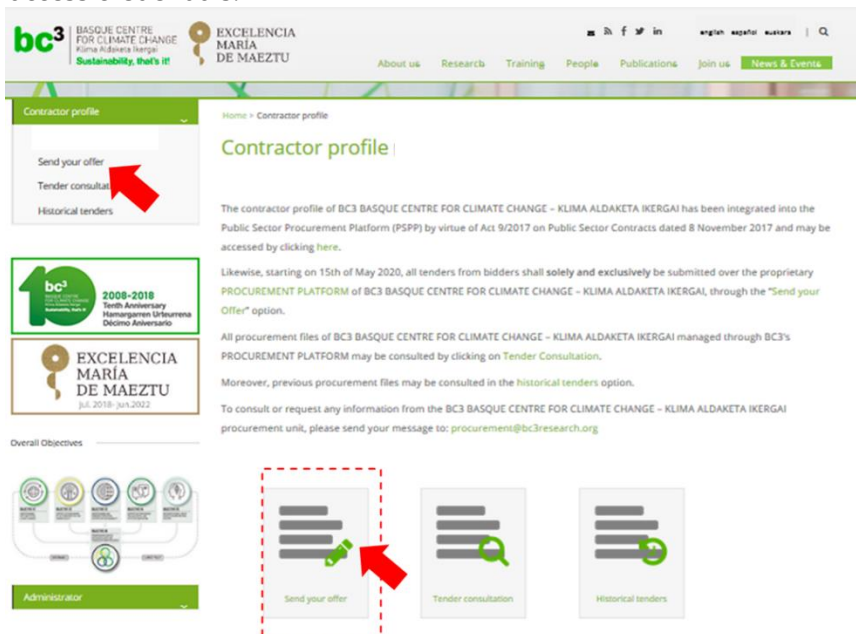 bc³
BASQUE CENTRE
FOR CLIMATE CHANGE
Klima Aldaketa Ikergai
Sustainability, that's it!
EXCELENCIA
MARÍA
DE MAEZTU
english español euskara
About us Research Training People Publications Join us News & Events
Contractor profile
Send your offer
Tender consultat
Historical tenders
bc³
2008-2018
Tenth Anniversary
Hamargarren Urteurrena
Décimo Aniversario
EXCELENCIA
MARÍA
DE MAEZTU
Jul. 2018- Jun.2022
Overall Objectives
Administrator
Home » Contractor profile
Contractor profile
The contractor profile of BC3 BASQUE CENTRE FOR CLIMATE CHANGE – KLIMA ALDAKETA IKERGAI has been integrated into the
Public Sector Procurement Platform (PSPP) by virtue of Act 9/2017 on Public Sector Contracts dated 8 November 2017 and may be
accessed by clicking here.
Likewise, starting on 15th of May 2020, all tenders from bidders shall solely and exclusively be submitted over the proprietary
PROCUREMENT PLATFORM of BC3 BASQUE CENTRE FOR CLIMATE CHANGE – KLIMA ALDAKETA IKERGAI, through the "Send your
Offer" option.
All procurement files of BC3 BASQUE CENTRE FOR CLIMATE CHANGE – KLIMA ALDAKETA IKERGAI managed through BC3's
PROCUREMENT PLATFORM may be consulted by clicking on Tender Consultation.
Moreover, previous procurement files may be consulted in the historical tenders option.
To consult or request any information from the BC3 BASQUE CENTRE FOR CLIMATE CHANGE – KLIMA ALDAKETA IKERGAI
procurement unit, please send your message to: procurement@bc3research.org
Send your offer
Tender consultation
Historical tenders